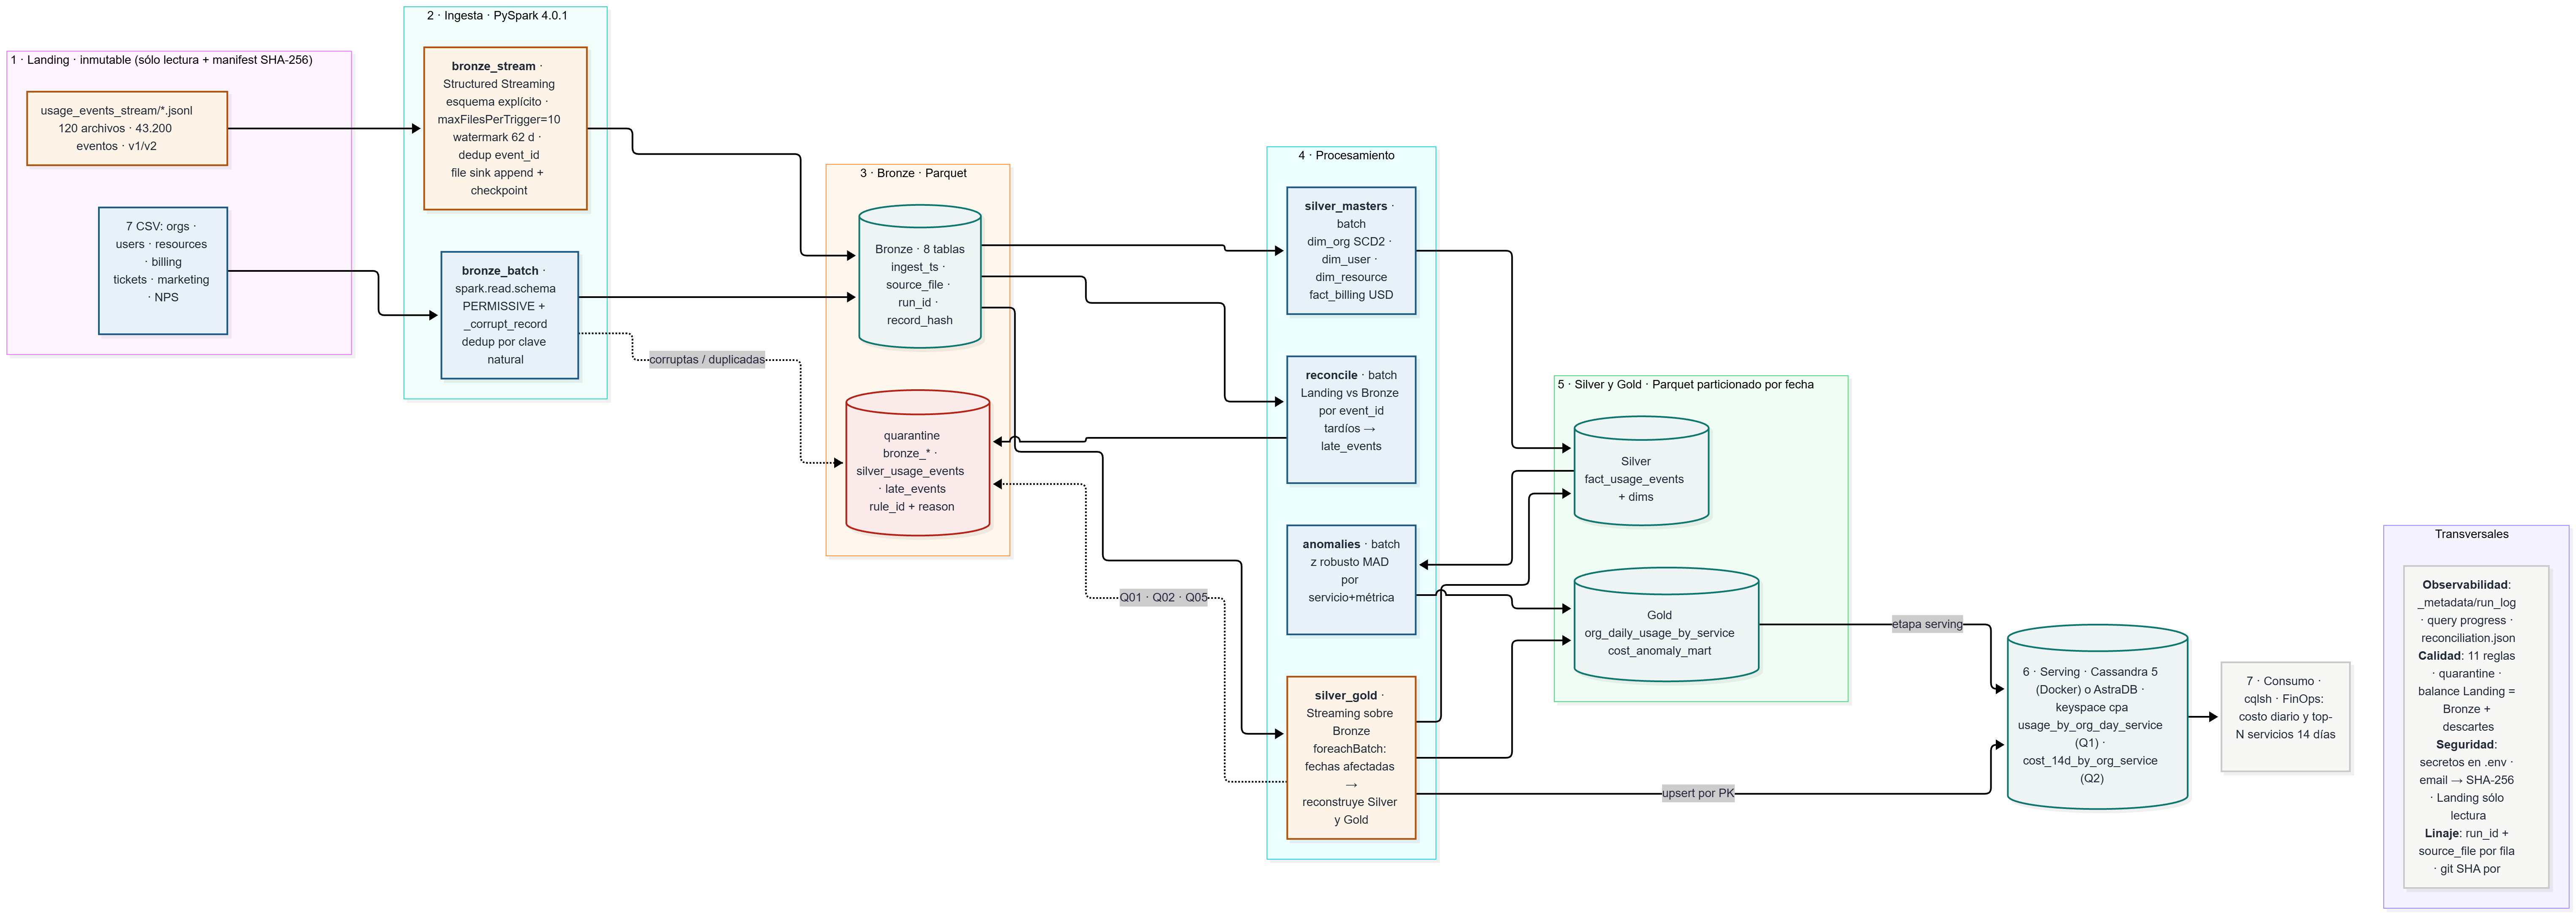 1 · Landing · inmutable (sólo lectura + manifest SHA-256)
usage_events_stream/*.jsonl
120 archivos · 43.200
eventos · v1/v2
7 CSV: orgs ·
users · resources
· billing
tickets · marketing
· NPS
2 · Ingesta · PySpark 4.0.1
bronze_stream ·
Structured Streaming
esquema explícito ·
maxFilesPerTrigger=10
watermark 62 d ·
dedup event_id
file sink append +
checkpoint
bronze_batch ·
spark.read.schema
PERMISSIVE +
_corrupt_record
dedup por clave
natural
corruptas / duplicadas
3 · Bronze · Parquet
Bronze · 8 tablas
ingest_ts ·
source_file ·
run_id ·
record_hash
quarantine
bronze_* ·
silver_usage_events
· late_events
rule_id + reason
Q01 · Q02 · Q05
4 · Procesamiento
silver_masters ·
batch
dim_org SCD2 ·
dim_user ·
dim_resource
fact_billing USD
reconcile · batch
Landing vs Bronze
por event_id
tardíos →
late_events
anomalies · batch
z robusto MAD
por
servicio+métrica
silver_gold ·
Streaming sobre
Bronze
foreachBatch:
fechas afectadas
→
reconstruye Silver
y Gold
5 · Silver y Gold · Parquet particionado por fecha
Silver
fact_usage_events
+ dims
Gold
org_daily_usage_by_service
cost_anomaly_mart
etapa serving
upsert por PK
6 · Serving · Cassandra 5
(Docker) o AstraDB ·
keyspace cpa
usage_by_org_day_service
(Q1) ·
cost_14d_by_org_service
(Q2)
7 · Consumo ·
cqlsh · FinOps:
costo diario y top-
N servicios 14 días
Transversales
Observabilidad:
_metadata/run_log
· query progress ·
reconciliation.json
Calidad: 11 reglas
· quarantine ·
balance Landing =
Bronze +
descartes
Seguridad:
secretos en .env ·
email → SHA-256
· Landing sólo
lectura
Linaje: run_id +
source_file por fila
· git SHA por